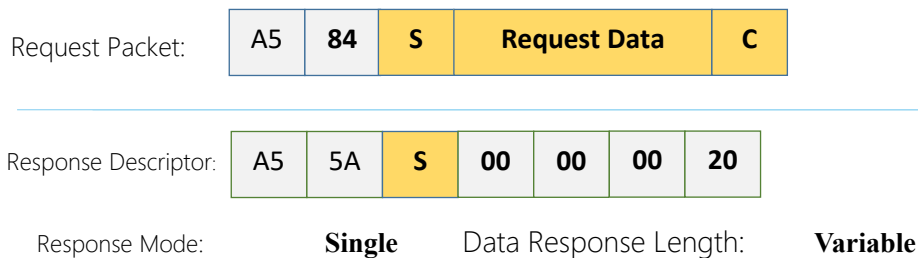 Request Packet: A5 84 S Request Data C
Response Descriptor: A5 5A S 00 00 00 20
Response Mode: Single Data Response Length: Variable